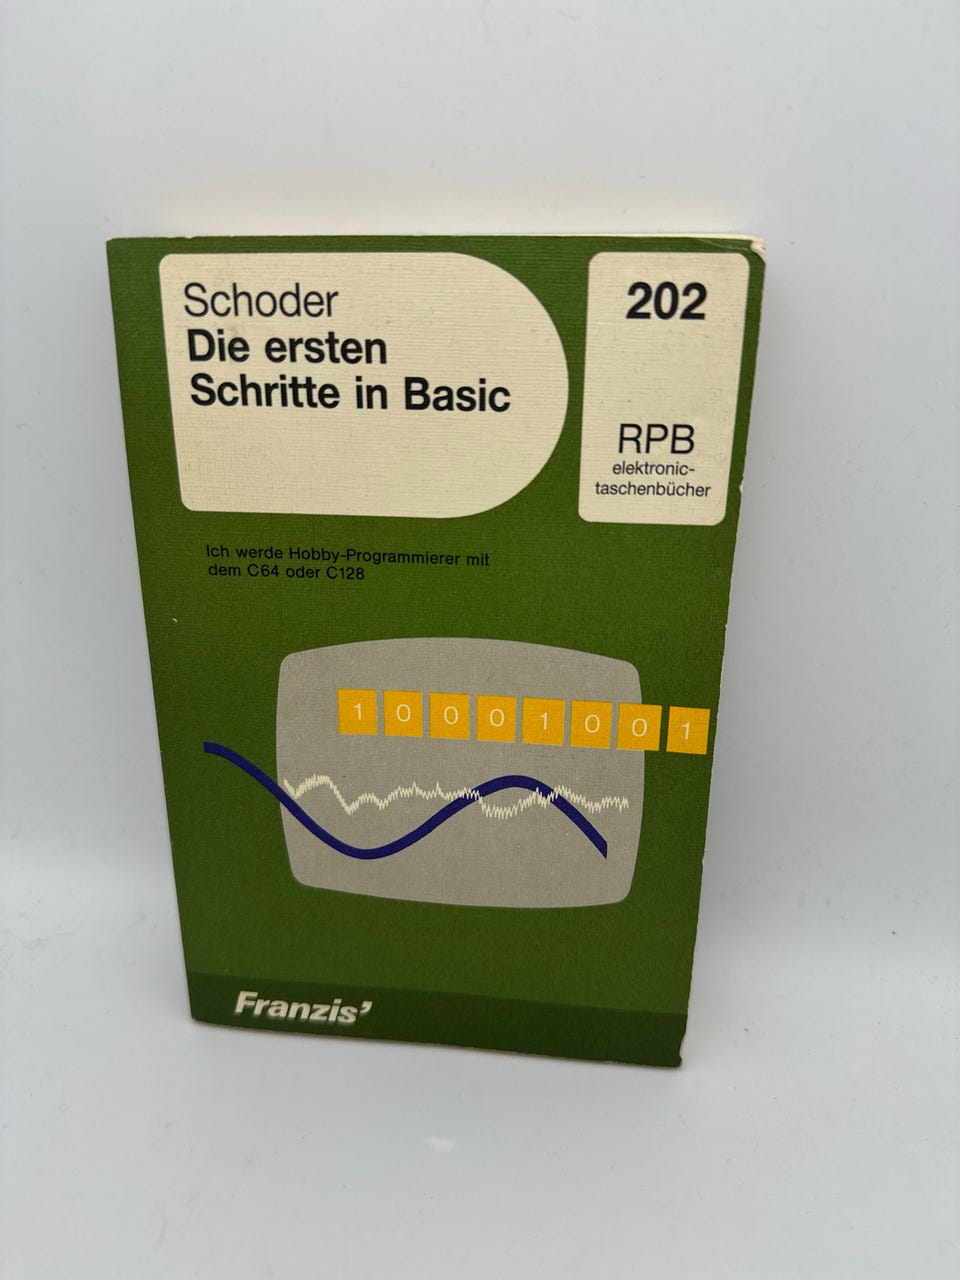 Schoder
Die ersten
Schritte in Basic
202
RPB
elektronic-
taschenbücher
Ich werde Hobby-Programmierer mit
dem C64 oder C128
1 0 0 0 1 0 0 1
Franzis’